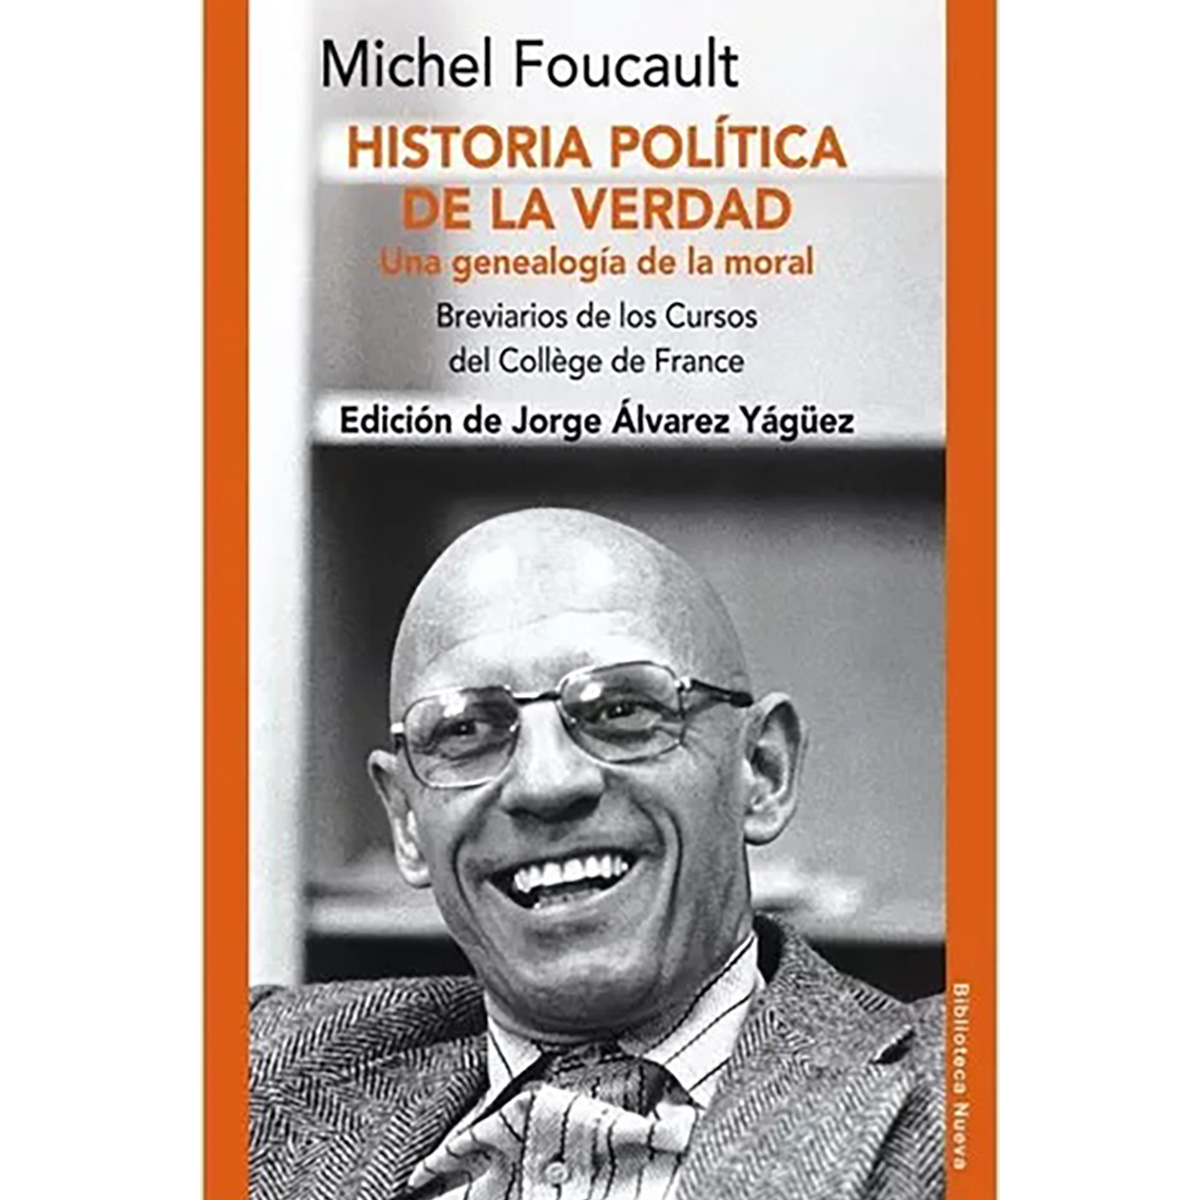 Michel Foucault
HISTORIA POLÍTICA
DE LA VERDAD
Una genealogía de la moral
Breviarios de los Cursos
del Collège de France
Edición de Jorge Álvarez Yágüez
Biblioteca Nueva